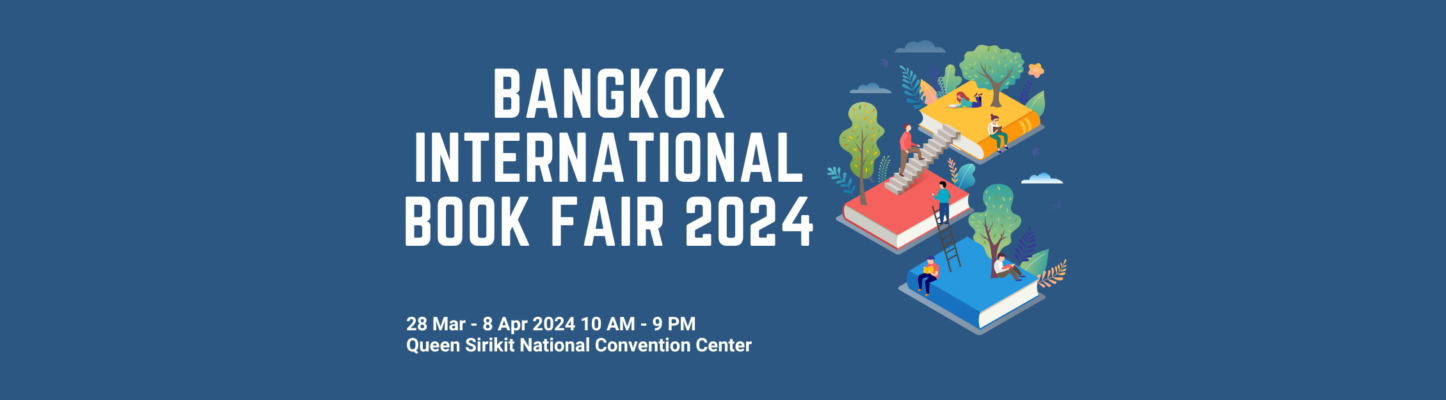 BANGKOK
INTERNATIONAL
BOOK FAIR 2024
28 Mar - 8 Apr 2024 10 AM - 9 PM
Queen Sirikit National Convention Center